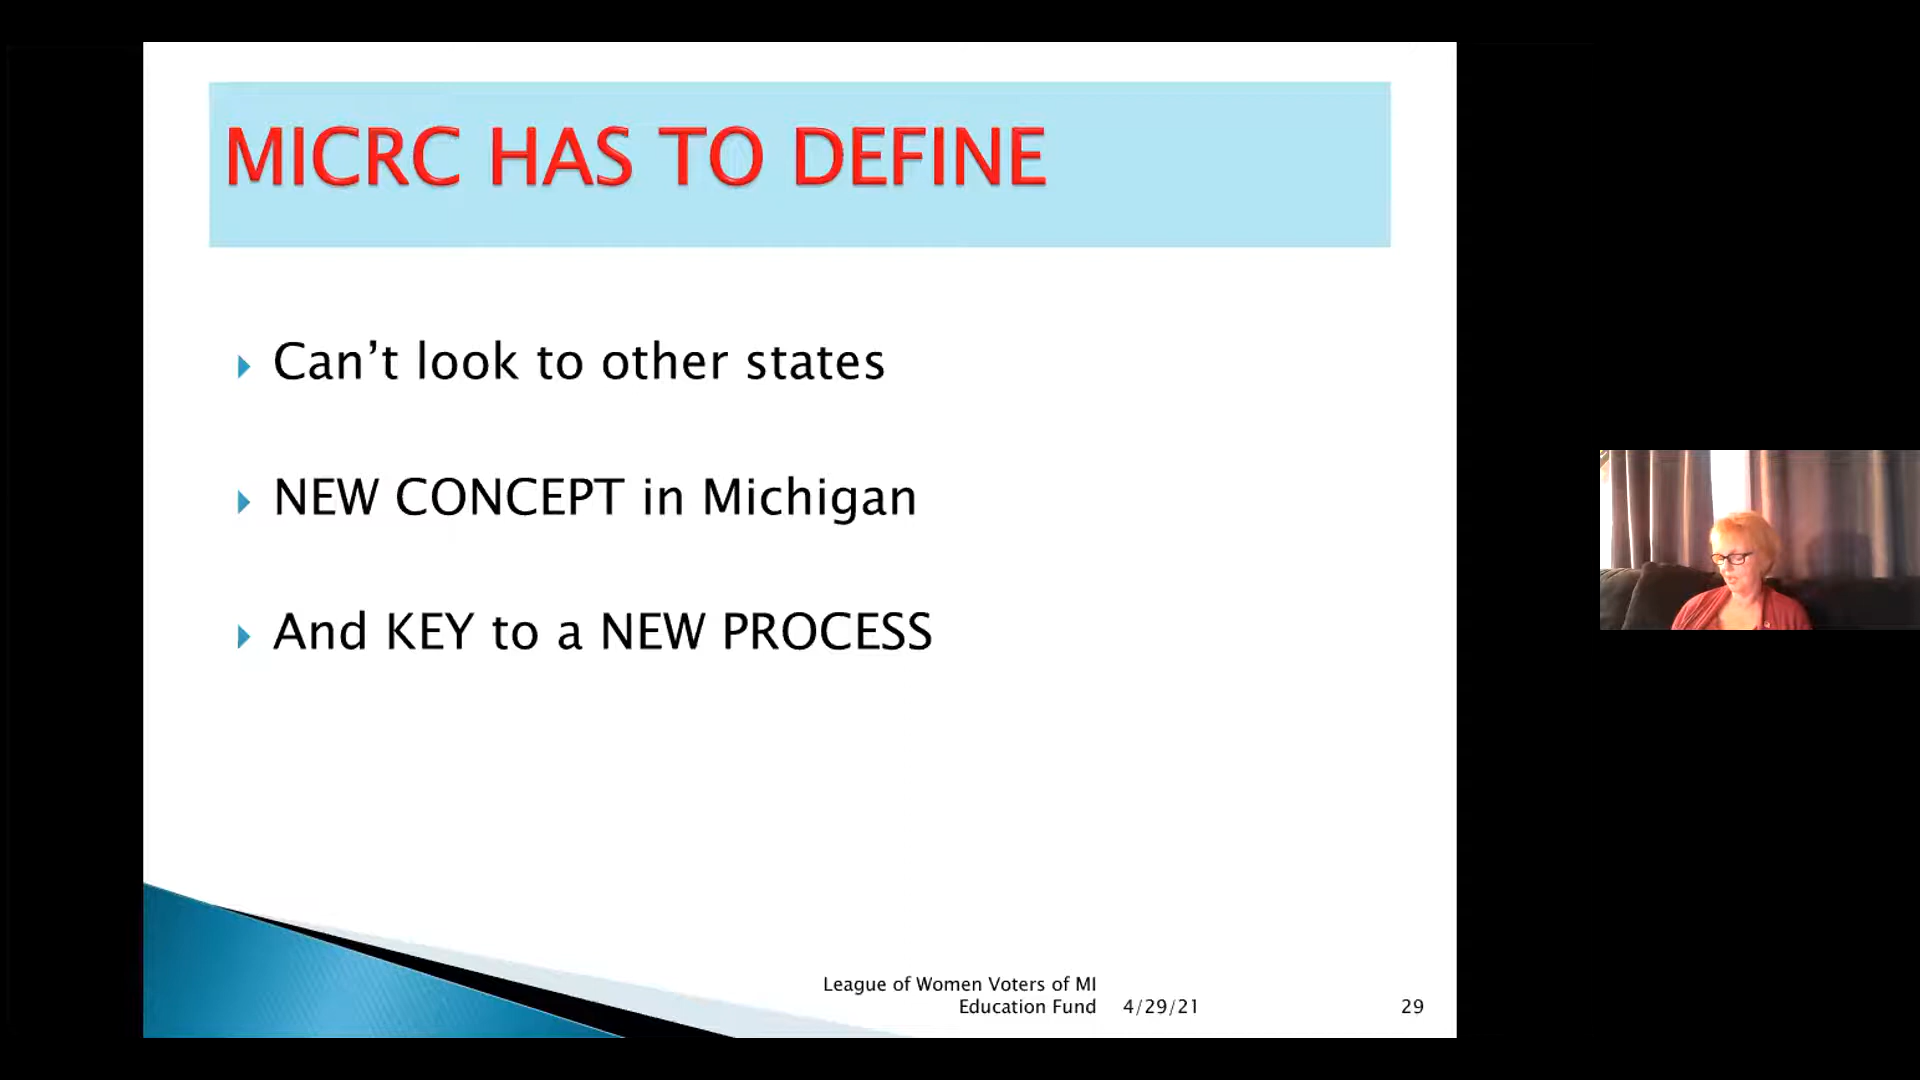 MICRC HAS TO DEFINE
Can’t look to other states
NEW CONCEPT in Michigan
And KEY to a NEW PROCESS
League of Women Voters of MI
Education Fund 4/29/21 29